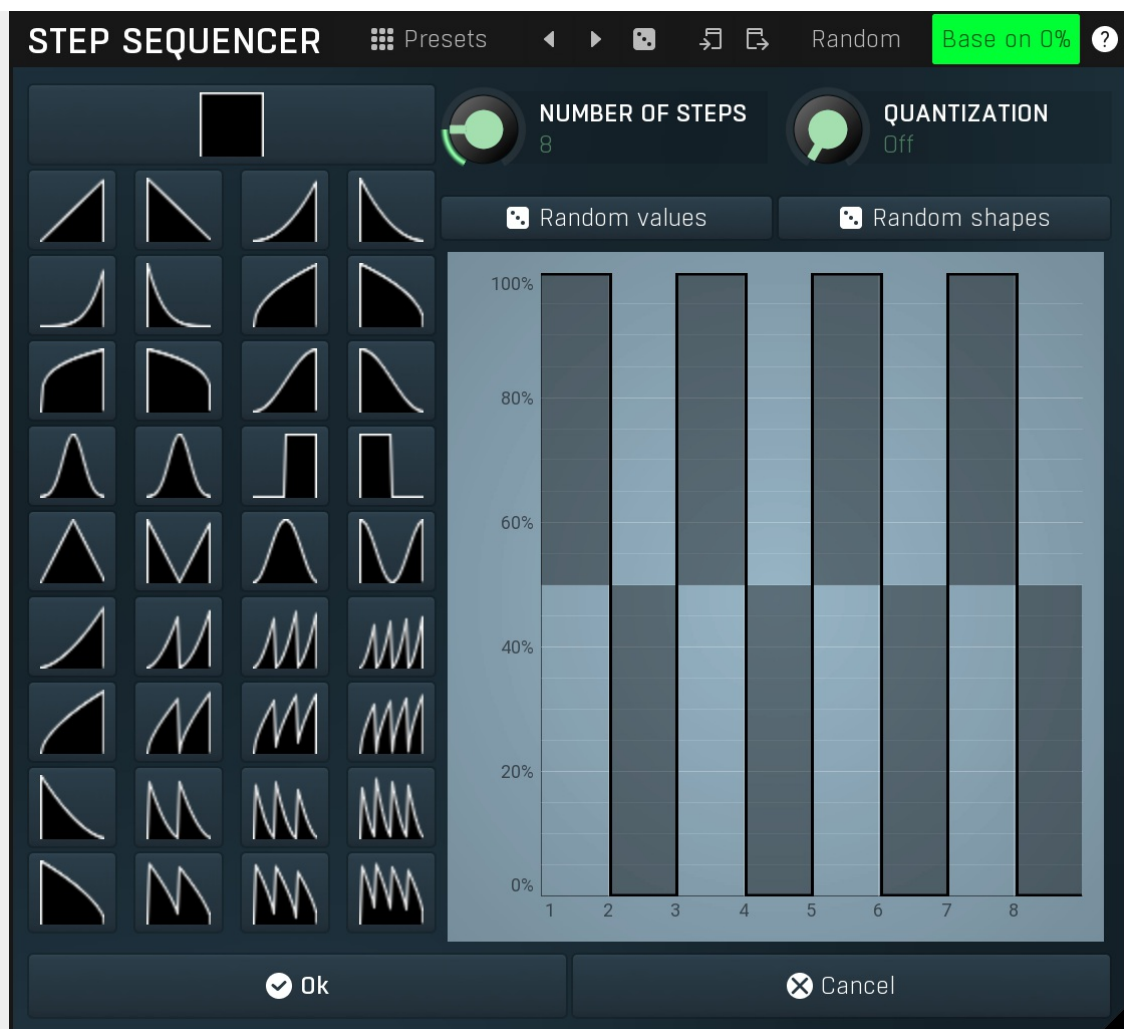 STEP SEQUENCER Presets Random Base on 0% ?
NUMBER OF STEPS
8
QUANTIZATION
Off
Random values
Random shapes
100%
80%
60%
40%
20%
0%
1 2 3 4 5 6 7 8
Ok
Cancel